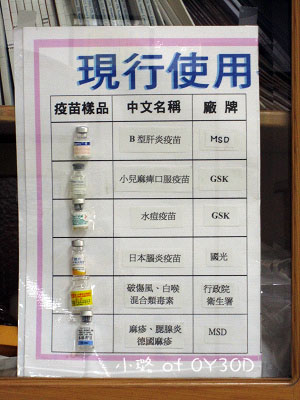 現行使用
疫苗樣品 中文名稱 廠牌
B型肝炎疫苗 MSD
小兒麻痺口服疫苗 GSK
水痘疫苗 GSK
日本腦炎疫苗 國光
破傷風、白喉 行政院
混合類毒素 衛生署
麻疹、腮腺炎 MSD
德國麻疹
小璐 at OY30D